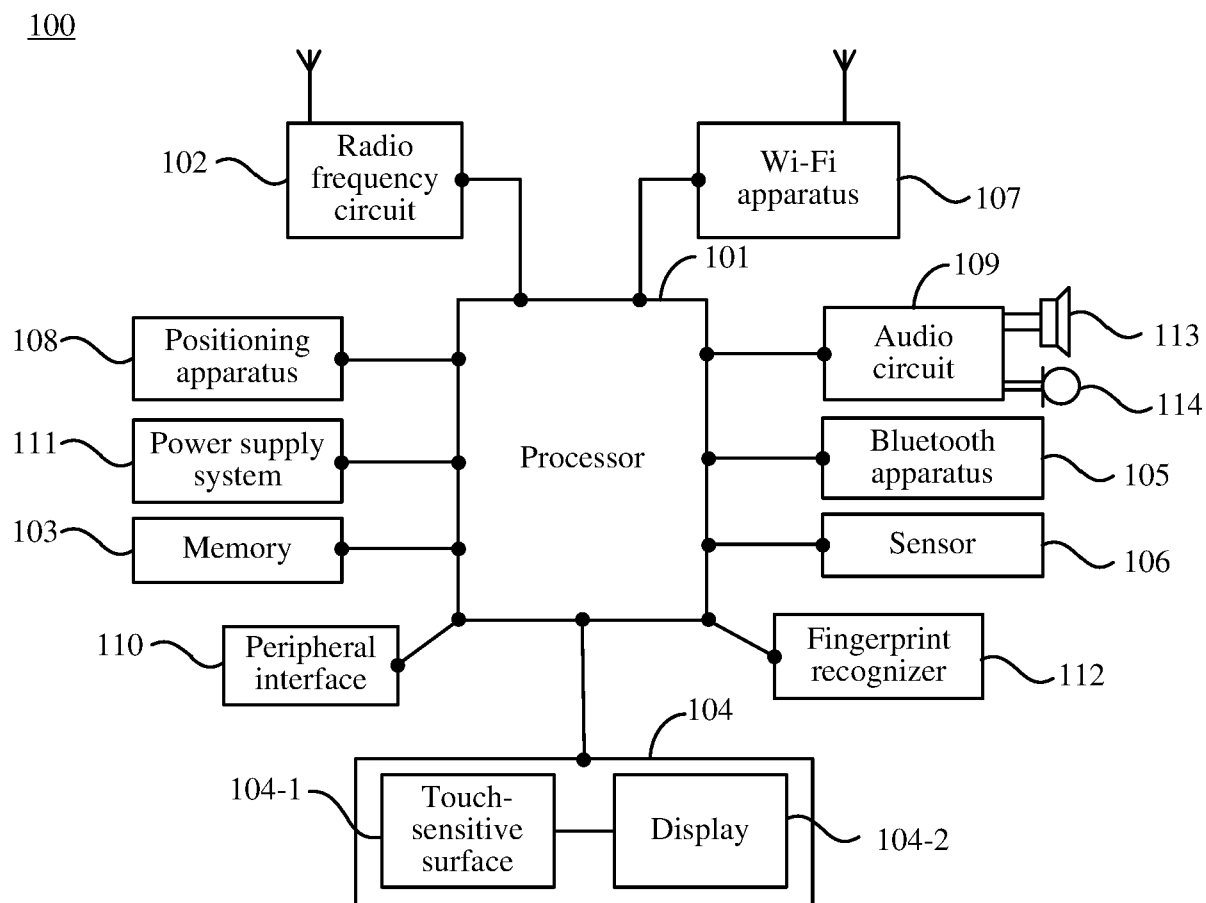 100
102
Radio
frequency
circuit
Wi-Fi
apparatus
107
101
109
108
Positioning
apparatus
Audio
circuit
113
114
111
Power supply
system
Processor
Bluetooth
apparatus
105
103
Memory
Sensor
106
110
Peripheral
interface
Fingerprint
recognizer
112
104
104-1
Touch-
sensitive
surface
Display
104-2